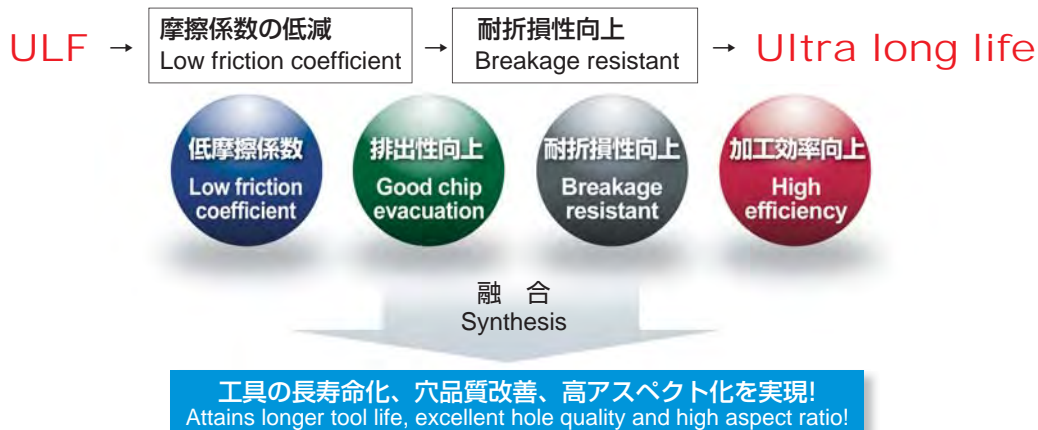 ULF → 摩擦係数の低減 → 耐折損性向上 → Ultra long life
Low friction coefficient
Breakage resistant
低摩擦係数
Low friction
coefficient
排出性向上
Good chip
evacuation
耐折損性向上
Breakage
resistant
加工効率向上
High
efficiency
融 合
Synthesis
工具の長寿命化、穴品質改善、高アスペクト化を実現!
Attains longer tool life, excellent hole quality and high aspect ratio!